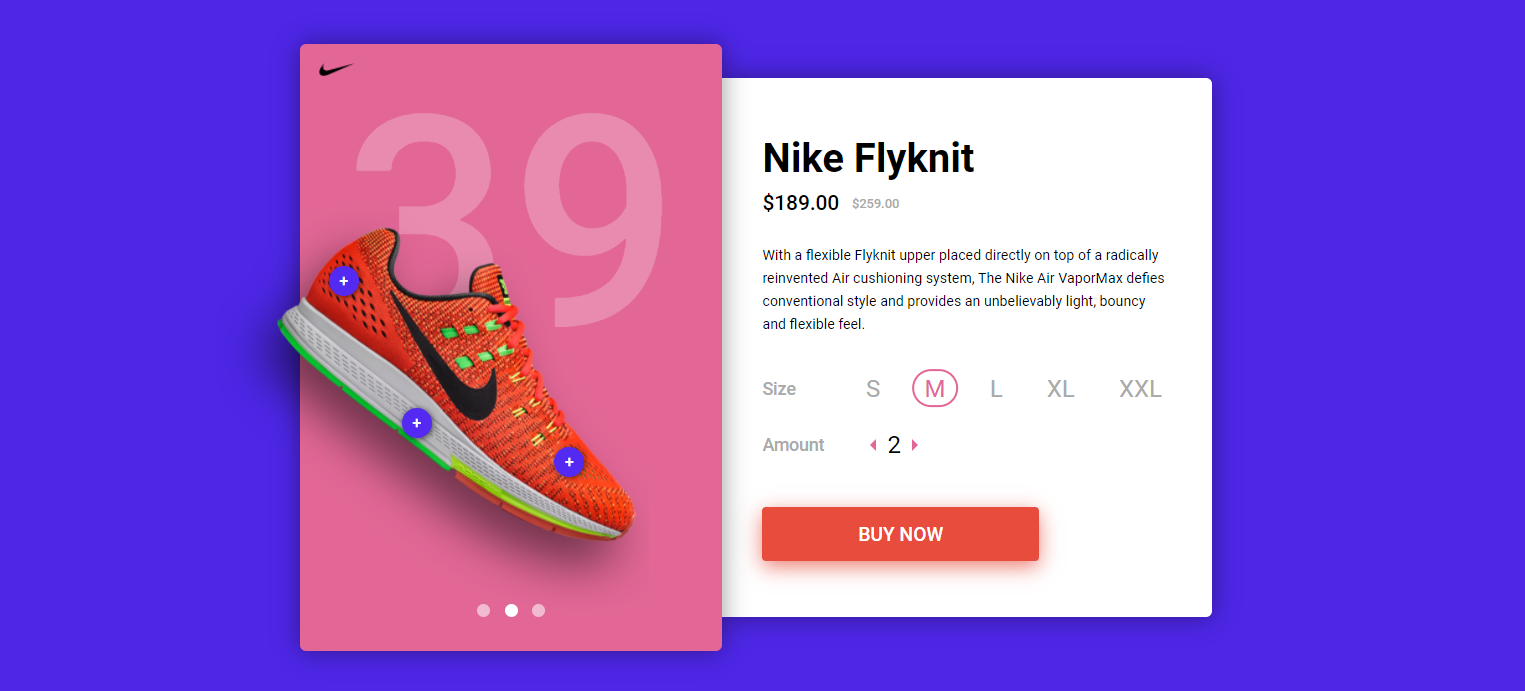 39
Nike Flyknit
$189.00 $259.00
With a flexible Flyknit upper placed directly on top of a radically
reinvented Air cushioning system, The Nike Air VaporMax defies
conventional style and provides an unbelievably light, bouncy
and flexible feel.
Size S M L XL XXL
Amount 2
BUY NOW